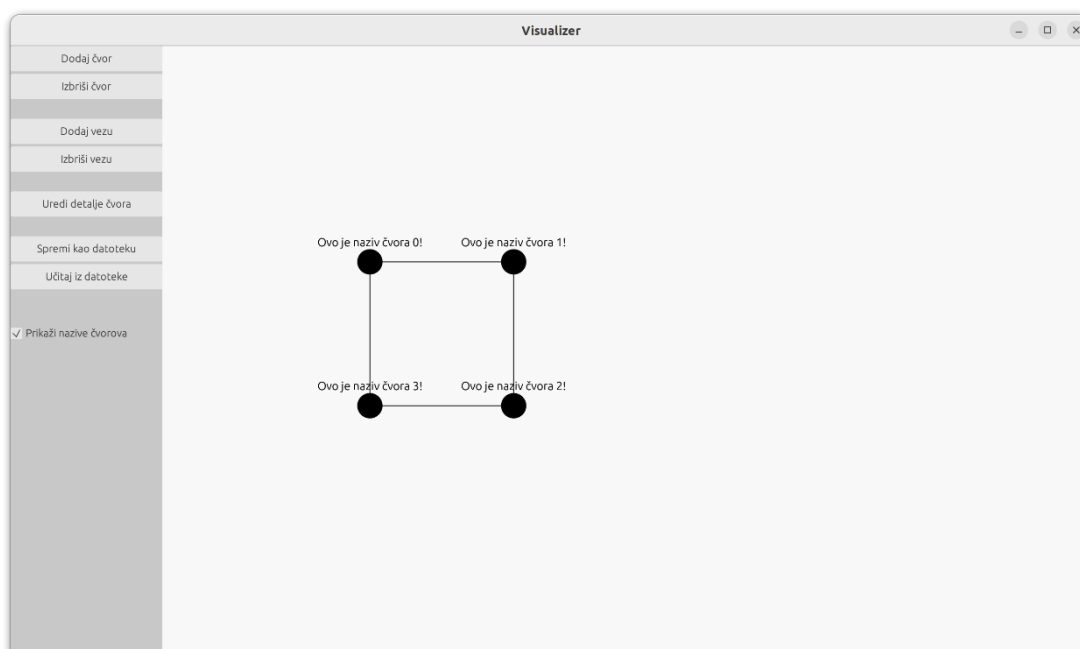 Visualizer
Dodaj čvor
Izbriši čvor
Dodaj vezu
Izbriši vezu
Uredi detalje čvora
Spremi kao datoteku
Učitaj iz datoteke
Prikaži nazive čvorova
Ovo je naziv čvora 0!
Ovo je naziv čvora 1!
Ovo je naziv čvora 3!
Ovo je naziv čvora 2!